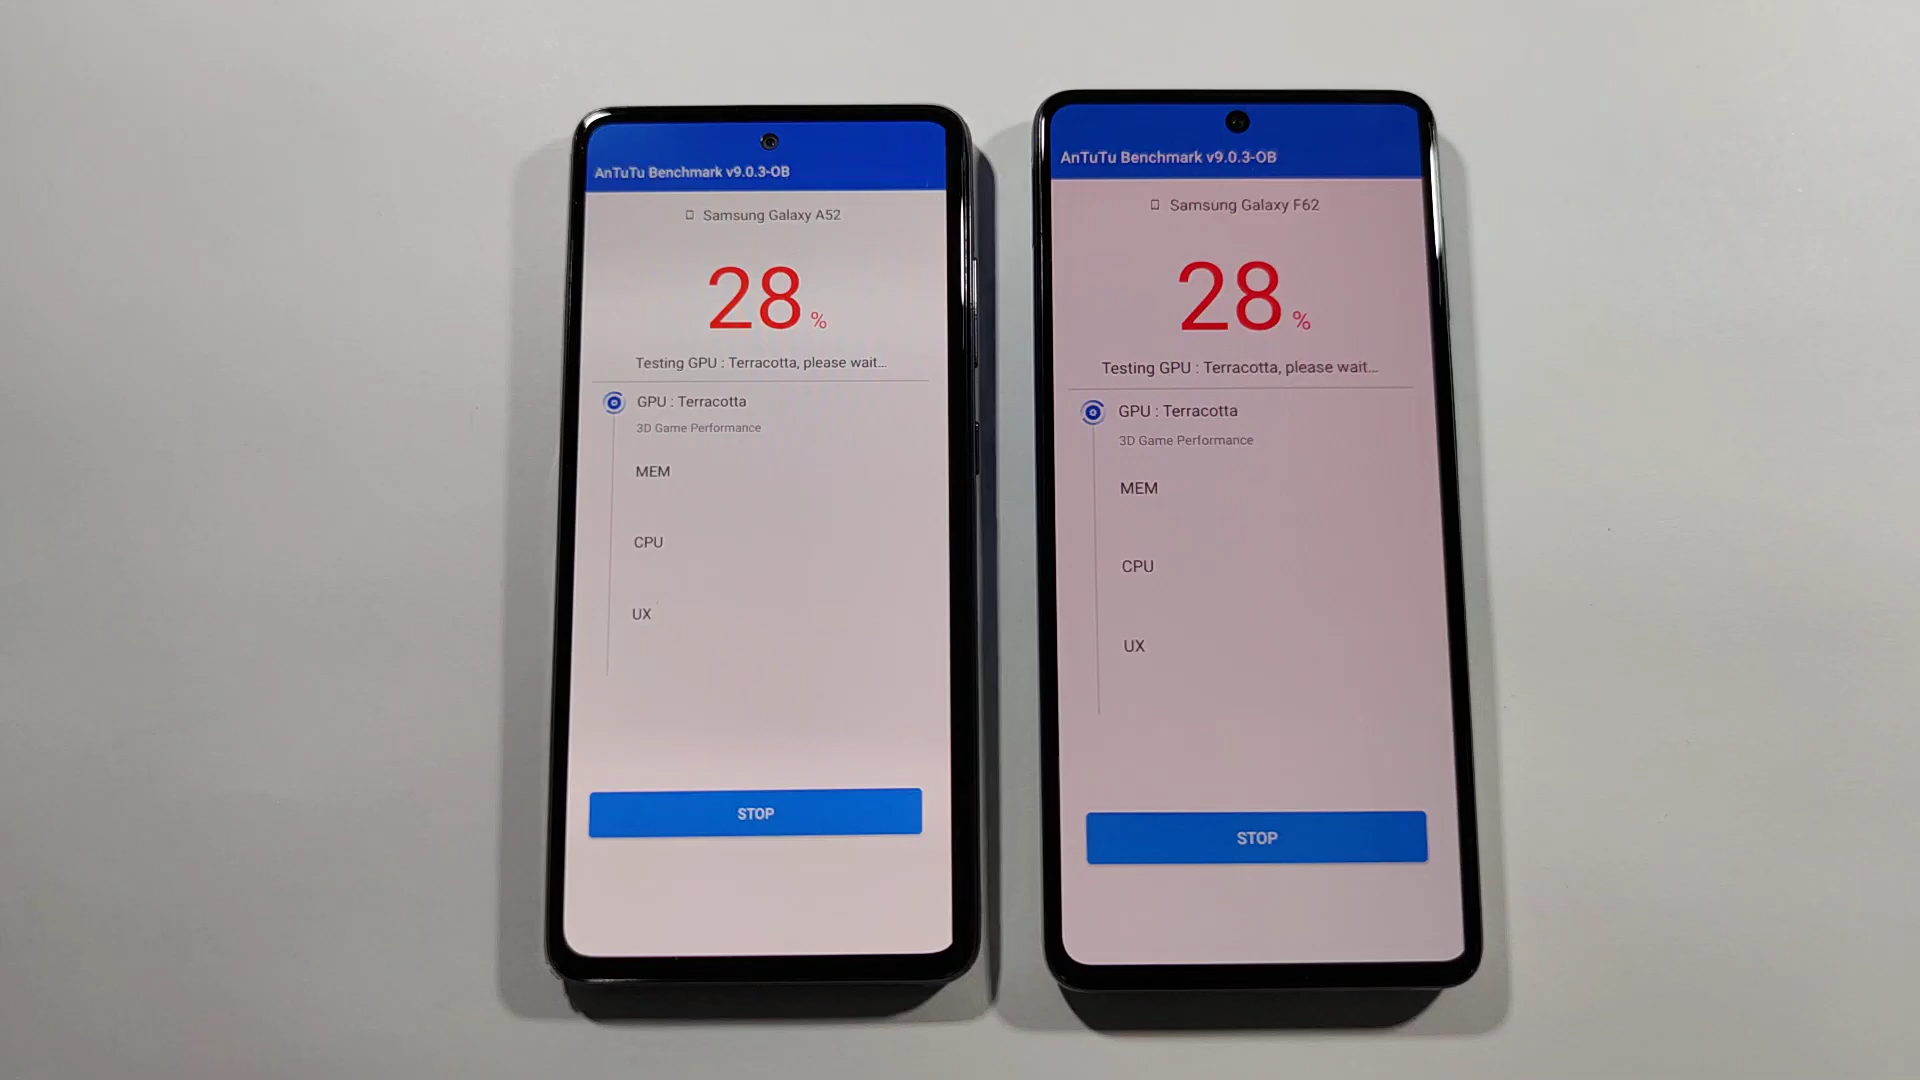 AnTuTu Benchmark v9.0.3-OB
Samsung Galaxy A52
28 %
Testing GPU : Terracotta, please wait...
GPU : Terracotta
3D Game Performance
MEM
CPU
UX
STOP
AnTuTu Benchmark v9.0.3-OB
Samsung Galaxy F62
28 %
Testing GPU : Terracotta, please wait...
GPU : Terracotta
3D Game Performance
MEM
CPU
UX
STOP